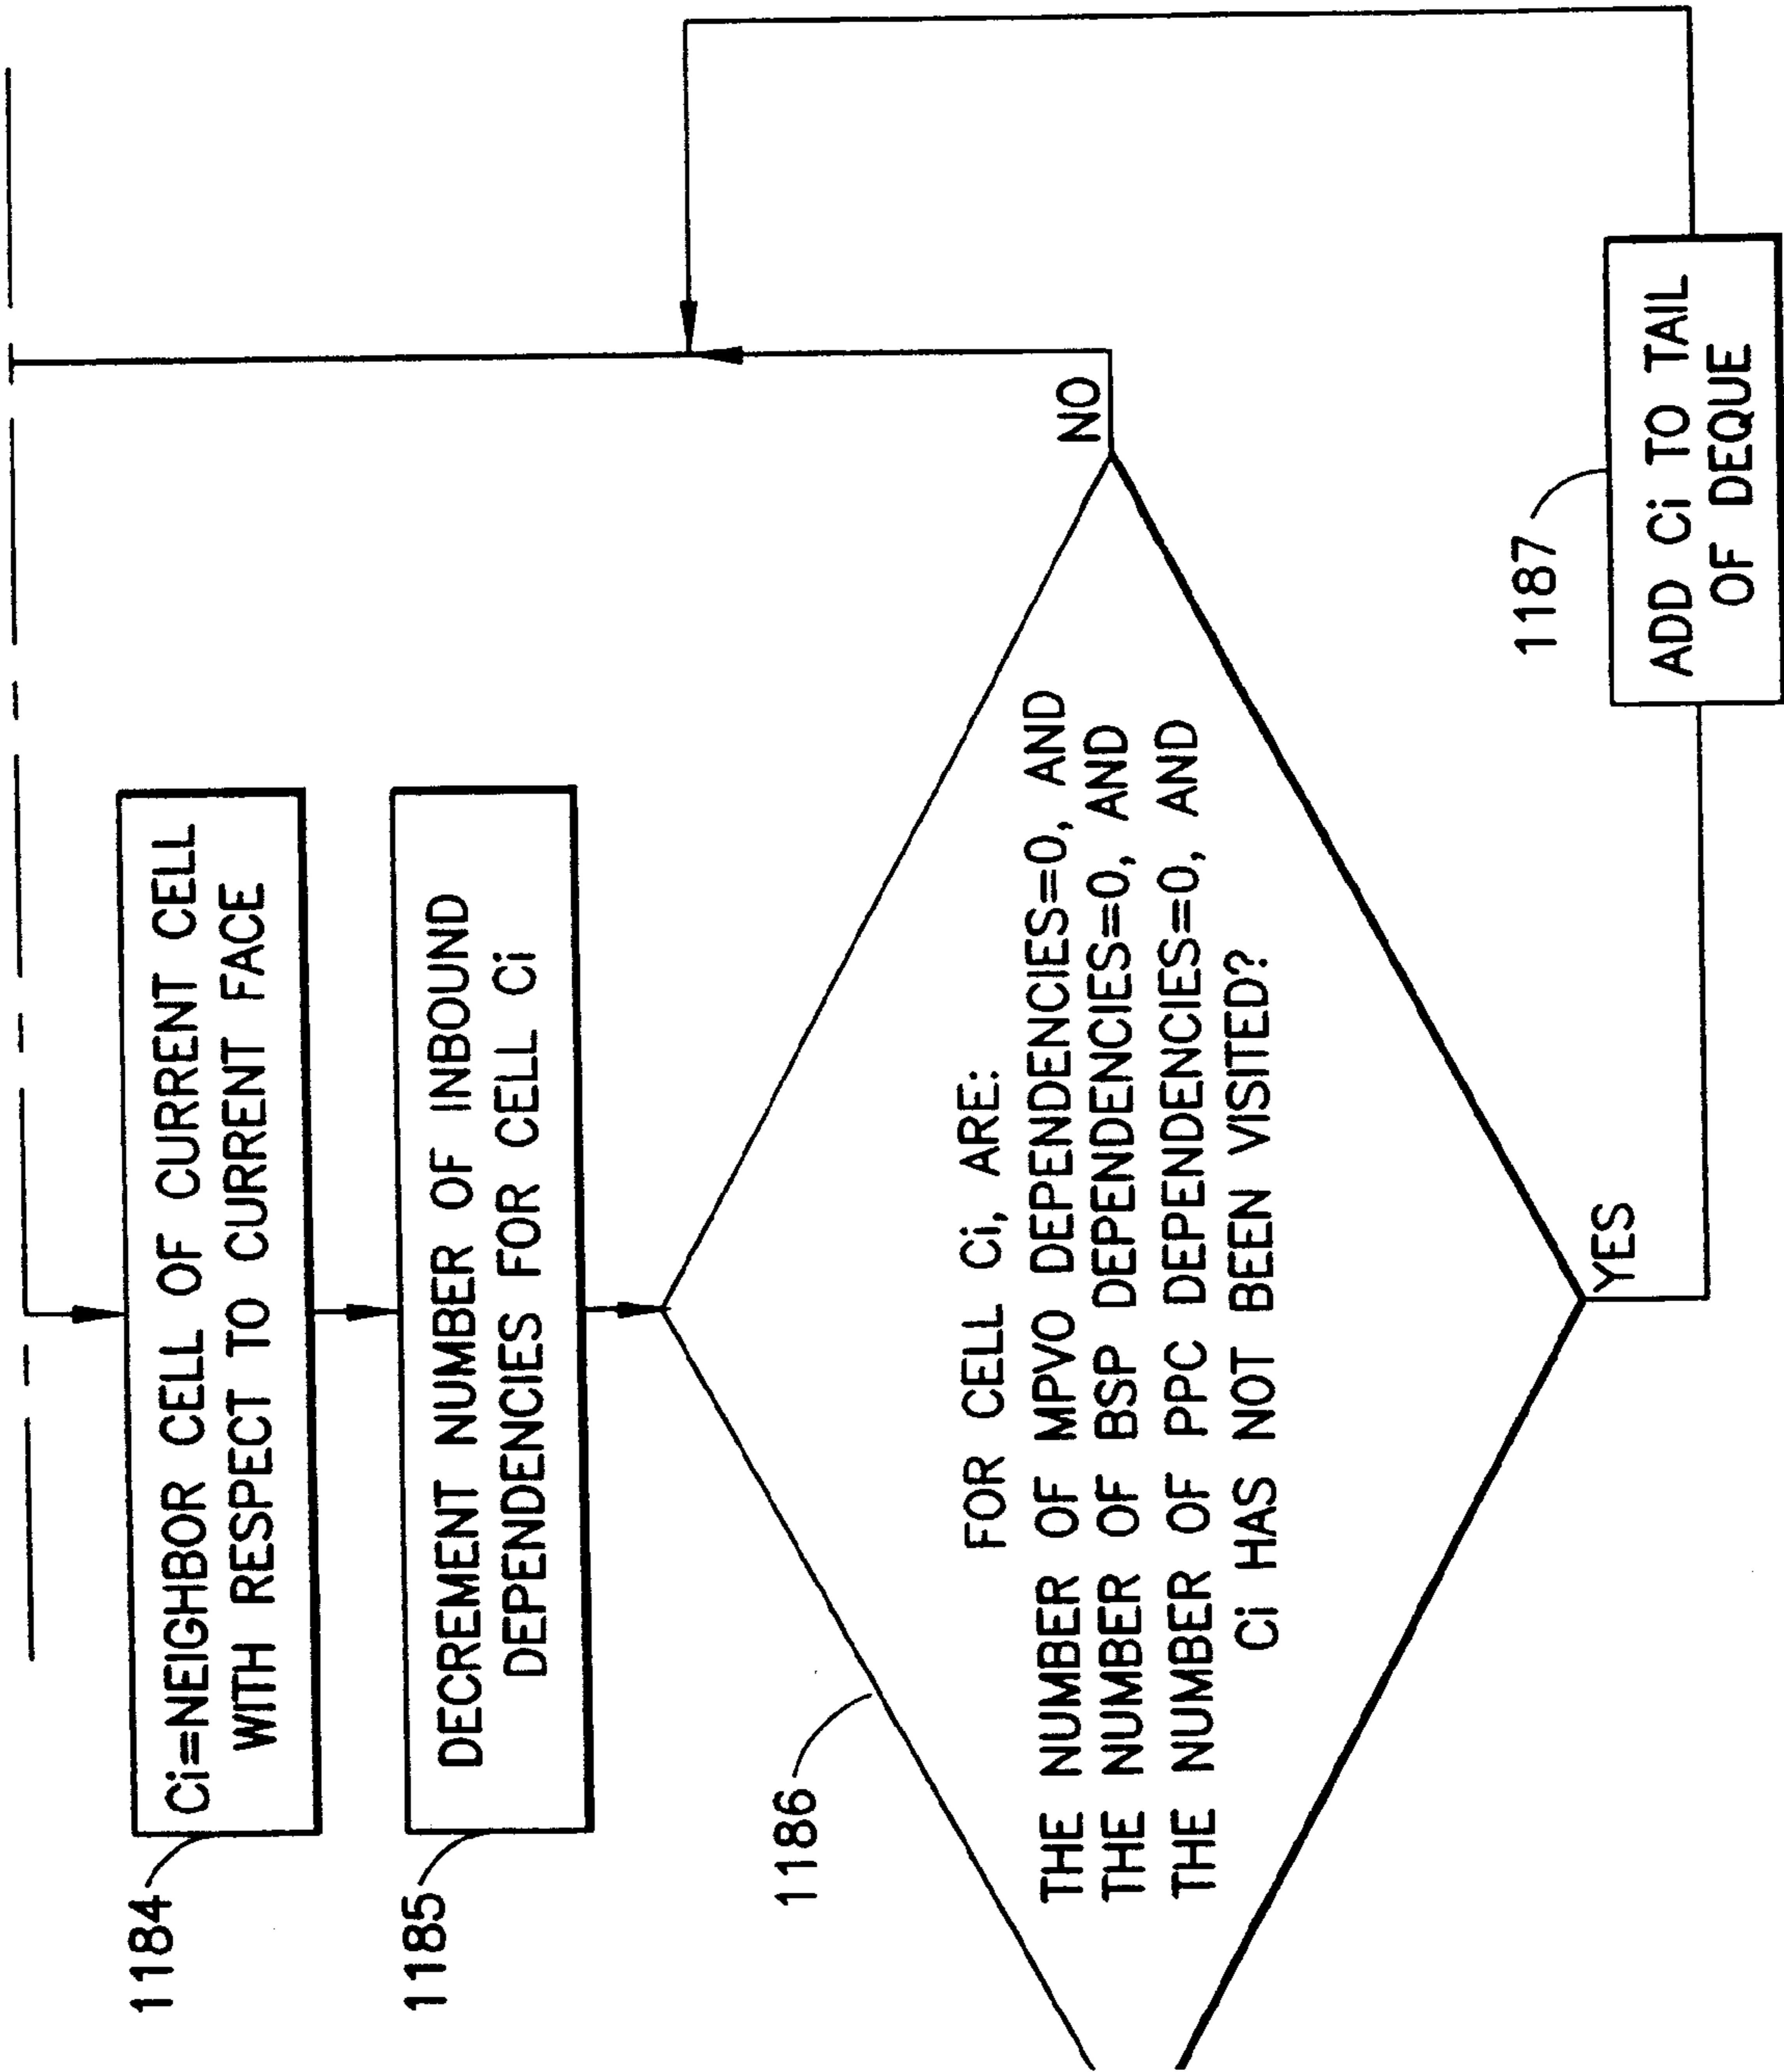 1184
Ci=NEIGHBOR CELL OF CURRENT CELL
WITH RESPECT TO CURRENT FACE
1185
DECREMENT NUMBER OF INBOUND
DEPENDENCIES FOR CELL Ci
1186
FOR CELL Ci, ARE:
THE NUMBER OF MPVO DEPENDENCIES=0, AND
THE NUMBER OF BSP DEPENDENCIES=0, AND
THE NUMBER OF PPC DEPENDENCIES=0, AND
Ci HAS NOT BEEN VISITED?
NO
YES
1187
ADD Ci TO TAIL
OF DEQUE